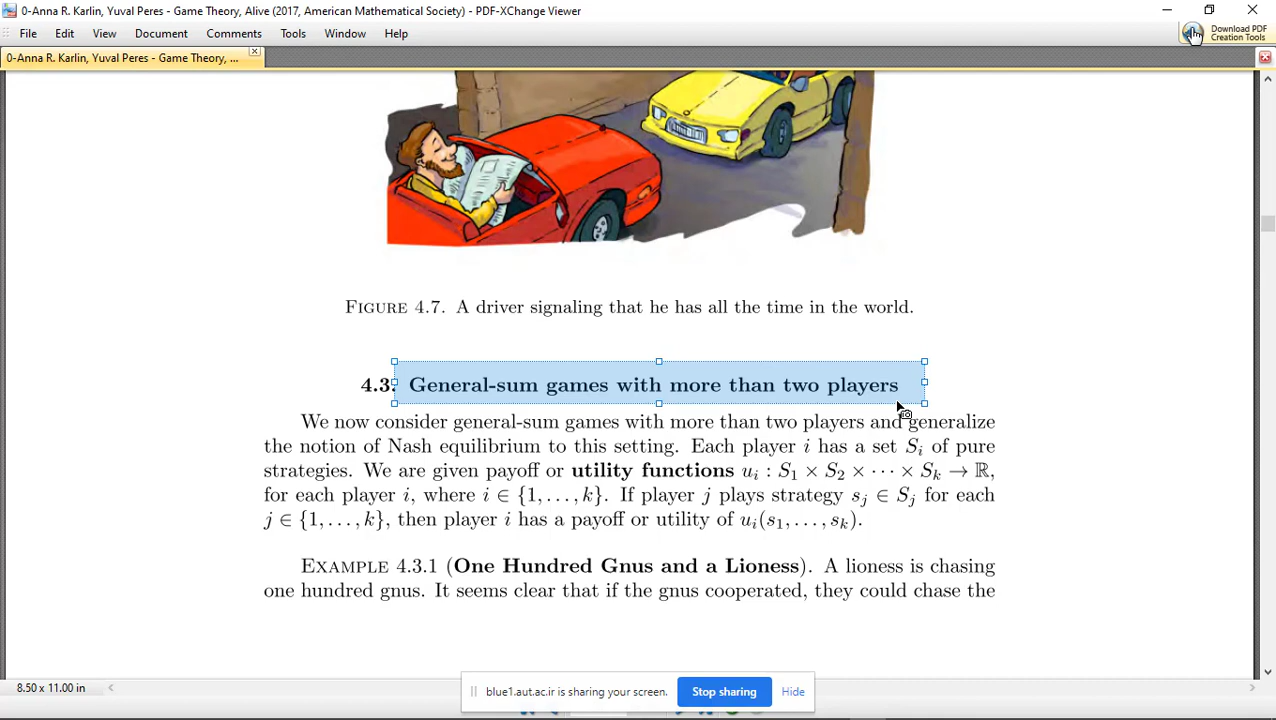 0-Anna R. Karlin, Yuval Peres - Game Theory, Alive (2017, American Mathematical Society) - PDF-XChange Viewer
File Edit View Document Comments Tools Window Help
Download PDF
Creation Tools
0-Anna R. Karlin, Yuval Peres - Game Theory, ...
FIGURE 4.7. A driver signaling that he has all the time in the world.
4.3. General-sum games with more than two players
We now consider general-sum games with more than two players and generalize
the notion of Nash equilibrium to this setting. Each player i has a set Sᵢ of pure
strategies. We are given payoff or utility functions uᵢ : S₁ × S₂ × ⋯ × Sₖ → ℝ,
for each player i, where i ∈ {1, . . . , k}. If player j plays strategy sⱼ ∈ Sⱼ for each
j ∈ {1, . . . , k}, then player i has a payoff or utility of uᵢ(s₁, . . . , sₖ).
EXAMPLE 4.3.1 (One Hundred Gnus and a Lioness). A lioness is chasing
one hundred gnus. It seems clear that if the gnus cooperated, they could chase the
8.50 x 11.00 in
blue1.aut.ac.ir is sharing your screen. Stop sharing Hide